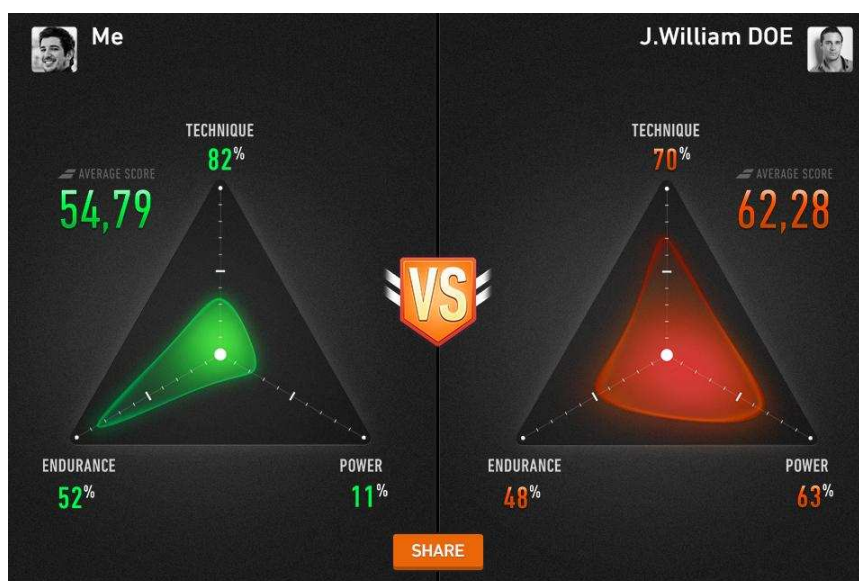 Me
J.William DOE
TECHNIQUE
82%
AVERAGE SCORE
54,79
ENDURANCE
52%
POWER
11%
VS
TECHNIQUE
70%
AVERAGE SCORE
62,28
ENDURANCE
48%
POWER
63%
SHARE